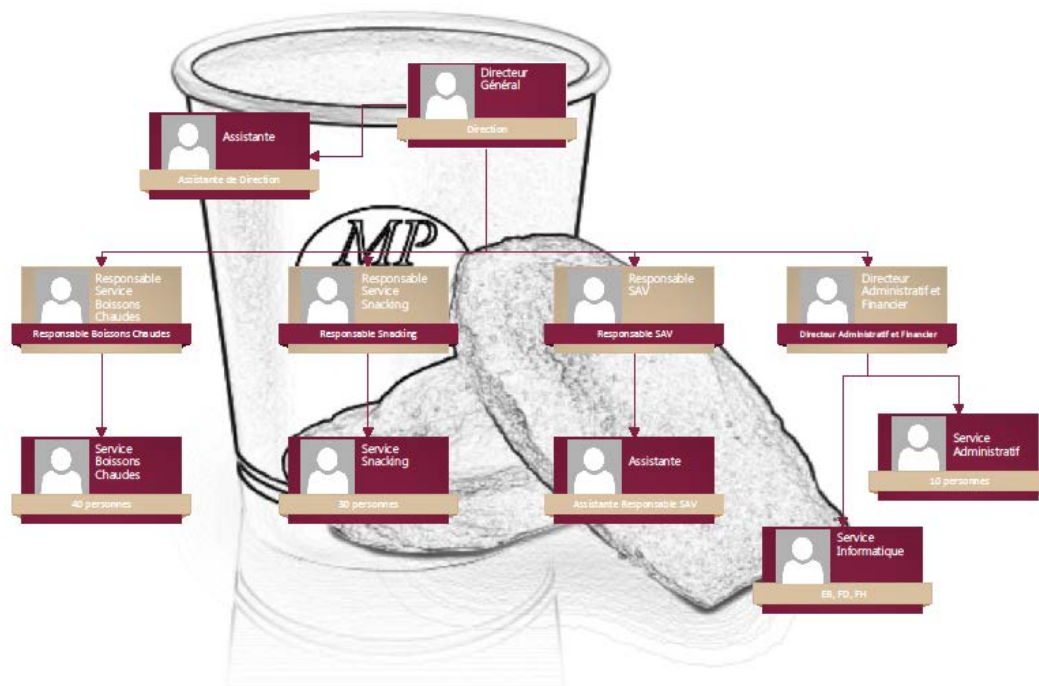 Directeur
Général
Direction
Assistante
Assistante de Direction
MP
Responsable
Service
Boissons
Chaudes
Responsable Boissons Chaudes
Responsable
Service
Snacking
Responsable Snacking
Responsable
SAV
Responsable SAV
Directeur
Administratif et
Financier
Directeur Administratif et Financier
Service
Boissons
Chaudes
40 personnes
Service
Snacking
30 personnes
Assistante
Assistante Responsable SAV
Service
Administratif
10 personnes
Service
Informatique
EB, FD, FH